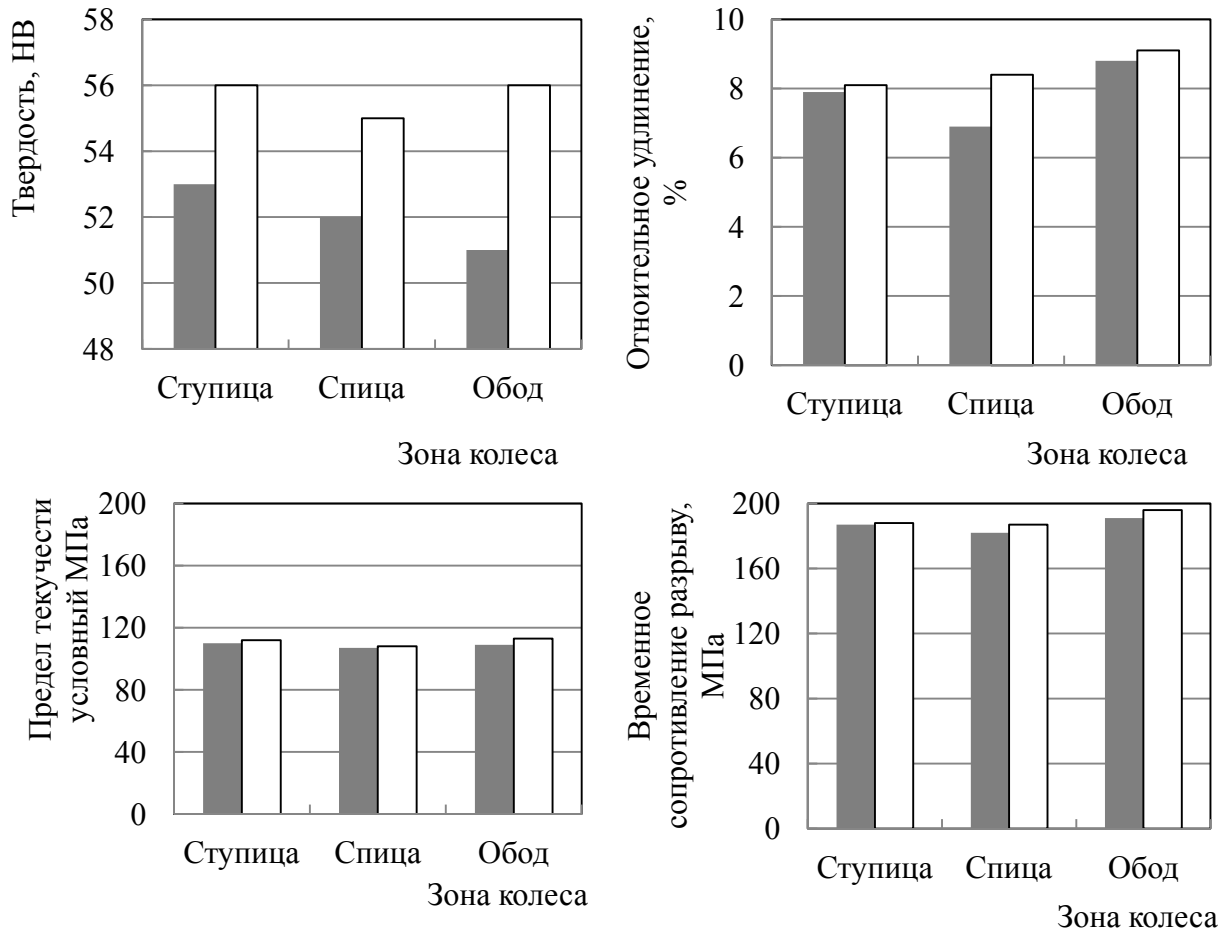 Твердость, НВ
58
56
54
52
50
48
Ступица
Спица
Обод
Зона колеса
Отноительное удлинение,
%
10
8
6
4
2
0
Ступица
Спица
Обод
Зона колеса
Предел текучести
условный МПа
200
160
120
80
40
0
Ступица
Спица
Обод
Зона колеса
Временное
сопротивление разрыву,
МПа
200
160
120
80
40
0
Ступица
Спица
Обод
Зона колеса